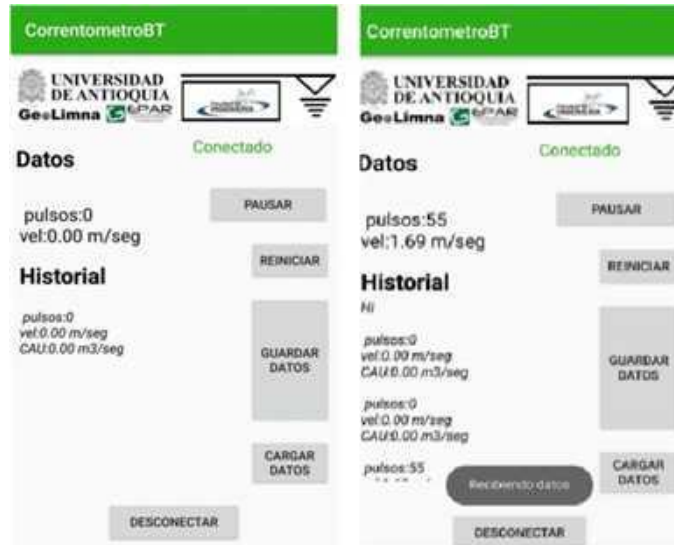 CorrentometroBT
UNIVERSIDAD
DE ANTIOQUIA
GeoLimna GEPAR
Conectado
Datos
pulsos:0
vel:0.00 m/seg
PAUSAR
REINICIAR
Historial
pulsos:0
vel:0.00 m/seg
CAU:0.00 m3/seg
GUARDAR
DATOS
CARGAR
DATOS
DESCONECTAR
CorrentometroBT
UNIVERSIDAD
DE ANTIOQUIA
GeoLimna GEPAR
Conectado
Datos
pulsos:55
vel:1.69 m/seg
PAUSAR
REINICIAR
Historial
Ni
pulsos:0
vel:0.00 m/seg
CAU:0.00 m3/seg
pulsos:0
vel:0.00 m/seg
CAU:0.00 m3/seg
pulsos:55
GUARDAR
DATOS
CARGAR
DATOS
Recibiendo datos
DESCONECTAR